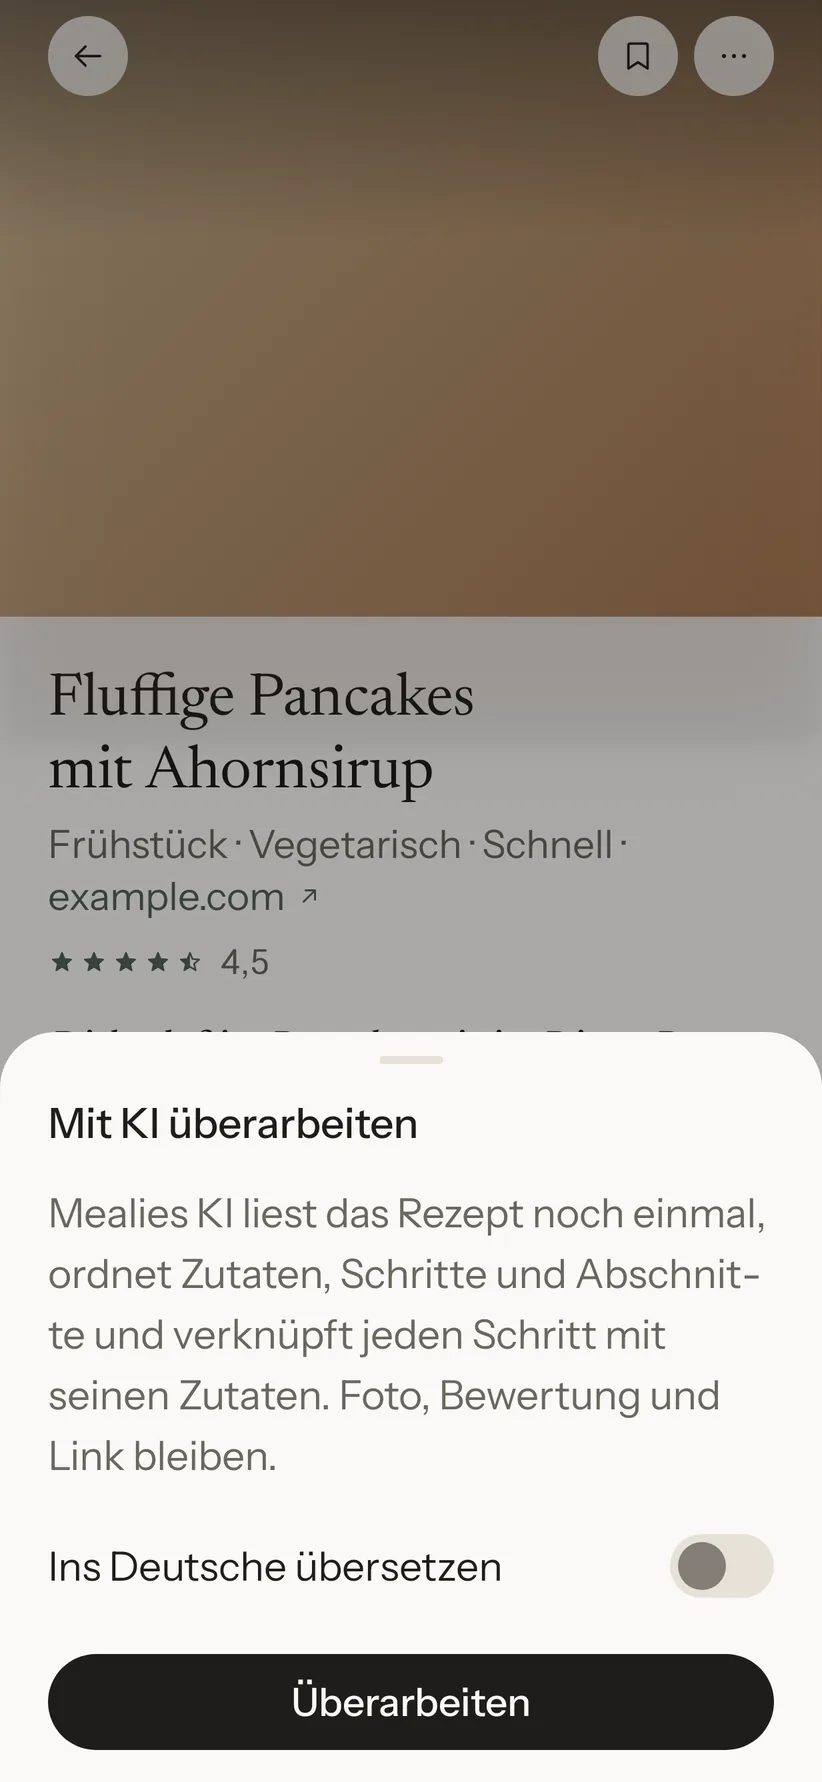 Fluffige Pancakes
mit Ahornsirup
Frühstück · Vegetarisch · Schnell ·
example.com ↗
★★★★⯪ 4,5
Mit KI überarbeiten
Mealies KI liest das Rezept noch einmal,
ordnet Zutaten, Schritte und Abschnit-
te und verknüpft jeden Schritt mit
seinen Zutaten. Foto, Bewertung und
Link bleiben.
Ins Deutsche übersetzen
Überarbeiten